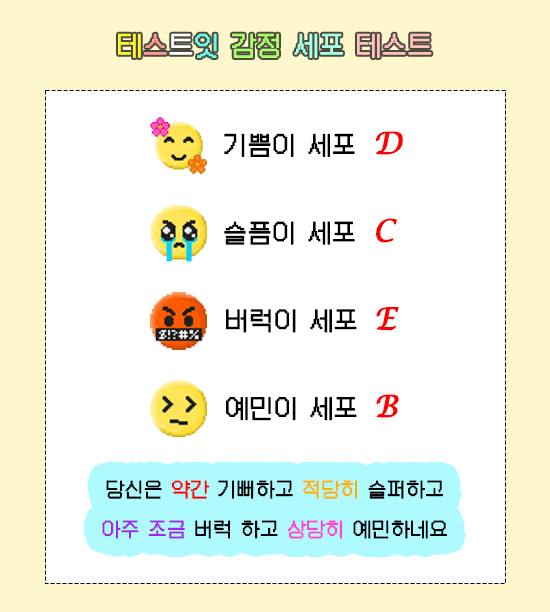 테스트잇 감정 세포 테스트
기쁨이 세포 D
슬픔이 세포 C
버럭이 세포 E
$!?#%
예민이 세포 B
당신은 약간 기뻐하고 적당히 슬퍼하고
아주 조금 버럭 하고 상당히 예민하네요